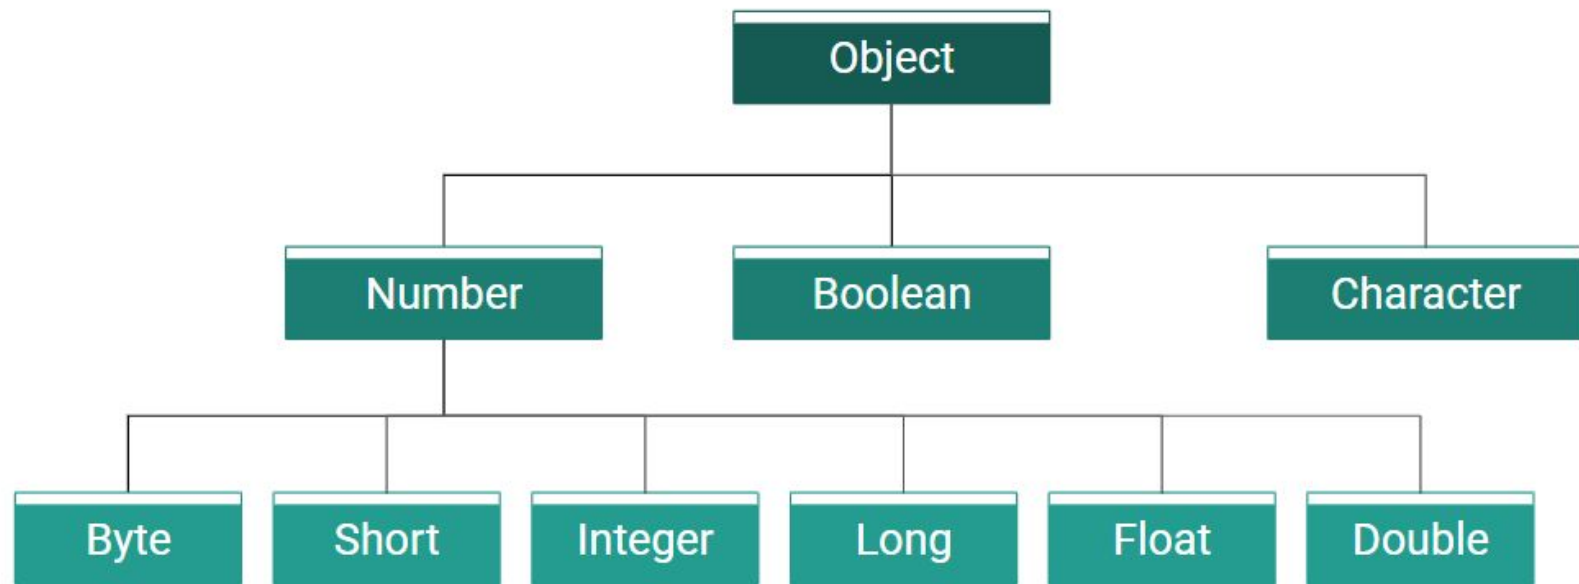 Object
Number
Boolean
Character
Byte
Short
Integer
Long
Float
Double